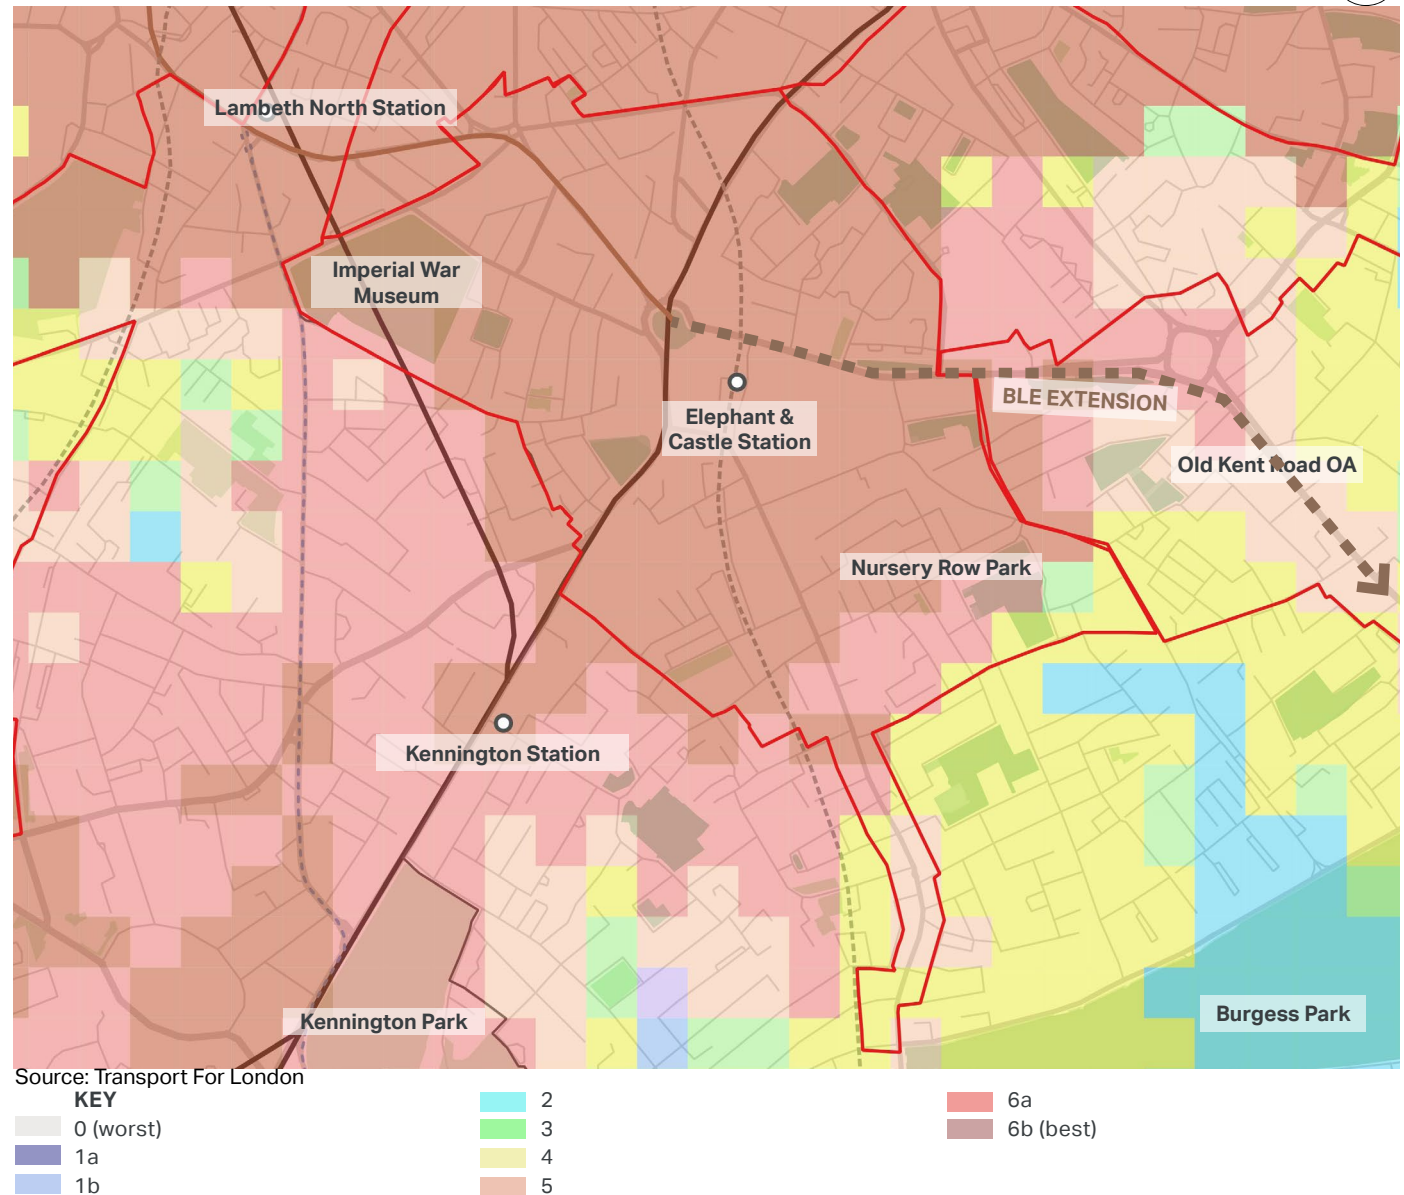 Lambeth North Station
Imperial War
Museum
Elephant &
Castle Station
BLE EXTENSION
Old Kent Road OA
Nursery Row Park
Kennington Station
Kennington Park
Burgess Park
Source: Transport For London
KEY
0 (worst)
1a
1b
2
3
4
5
6a
6b (best)